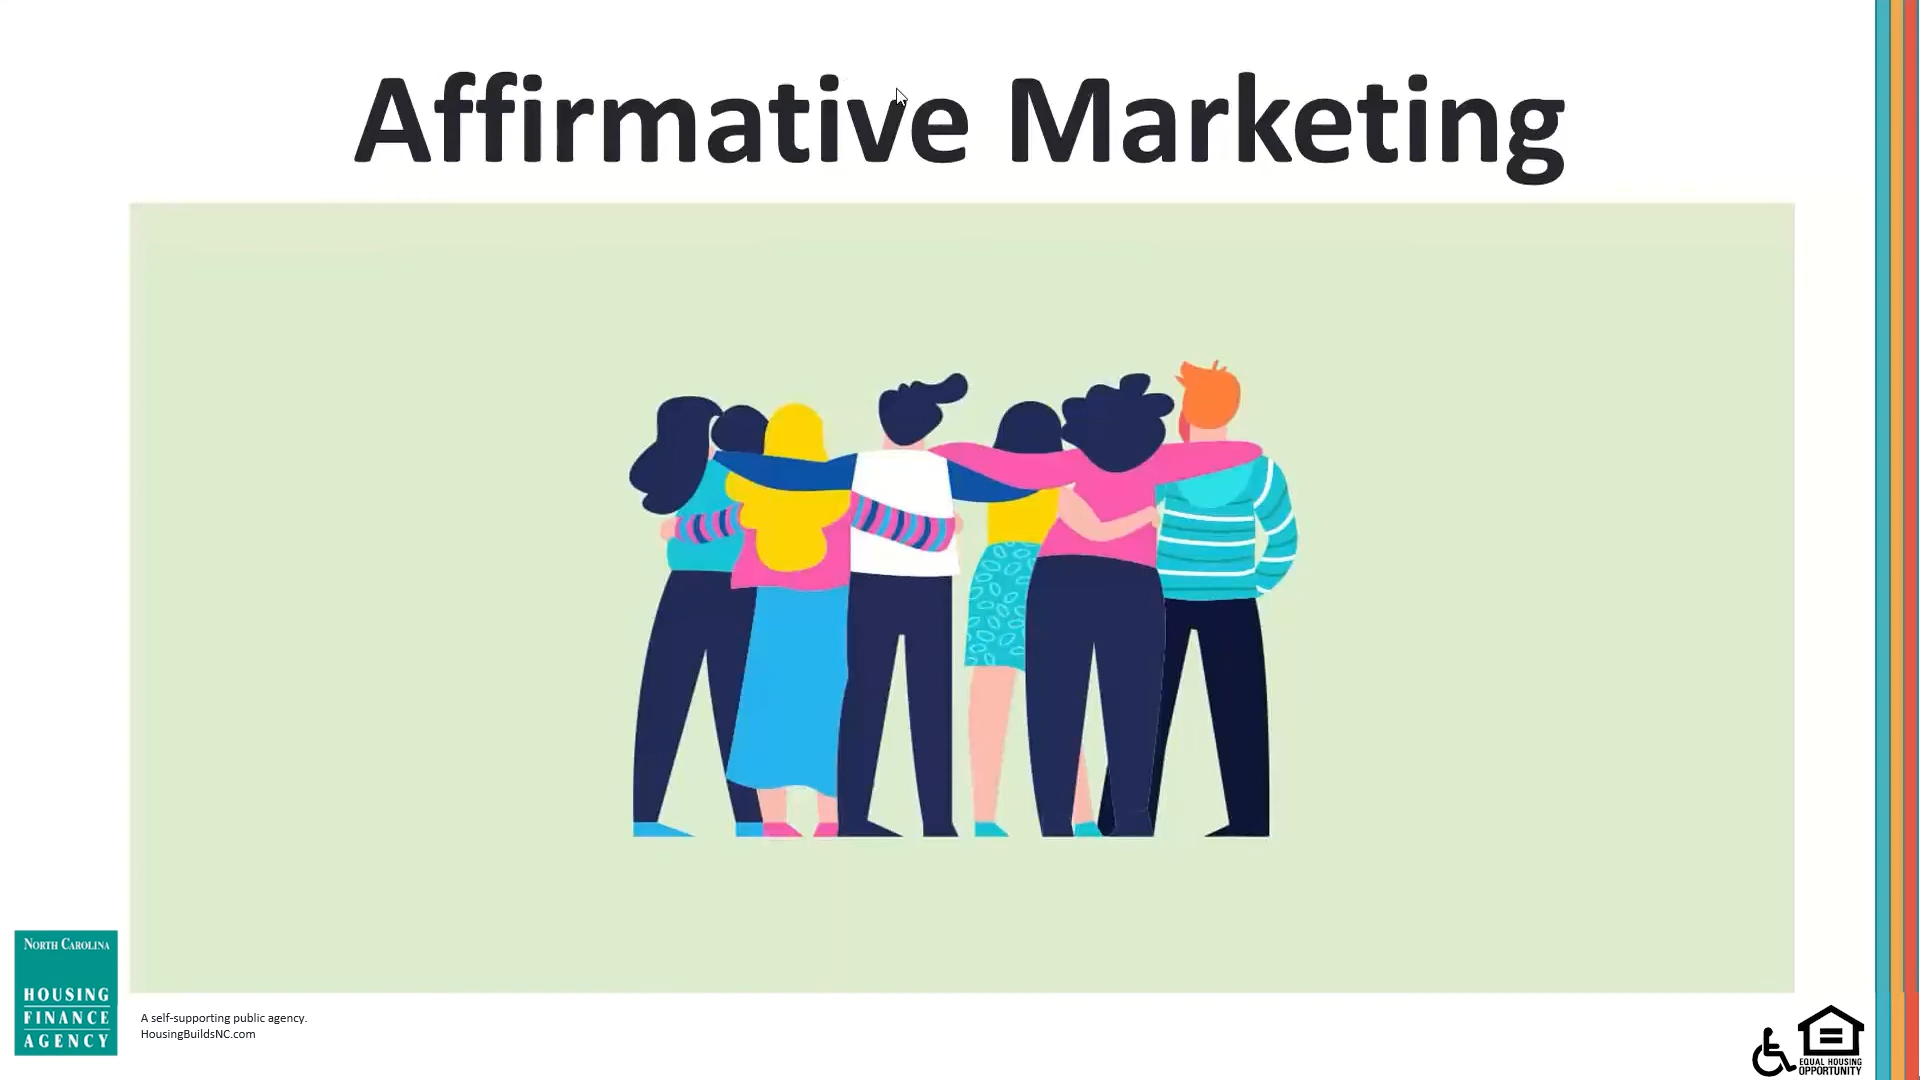 Affirmative Marketing
NORTH CAROLINA
HOUSING
FINANCE
AGENCY
A self-supporting public agency.
HousingBuildsNC.com
EQUAL HOUSING
OPPORTUNITY